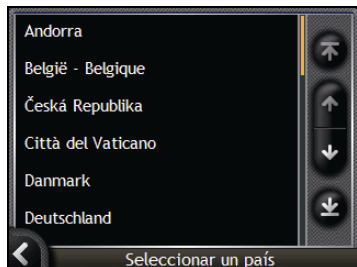 Andorra
België - Belgique
Česká Republika
Città del Vaticano
Danmark
Deutschland
Seleccionar un país